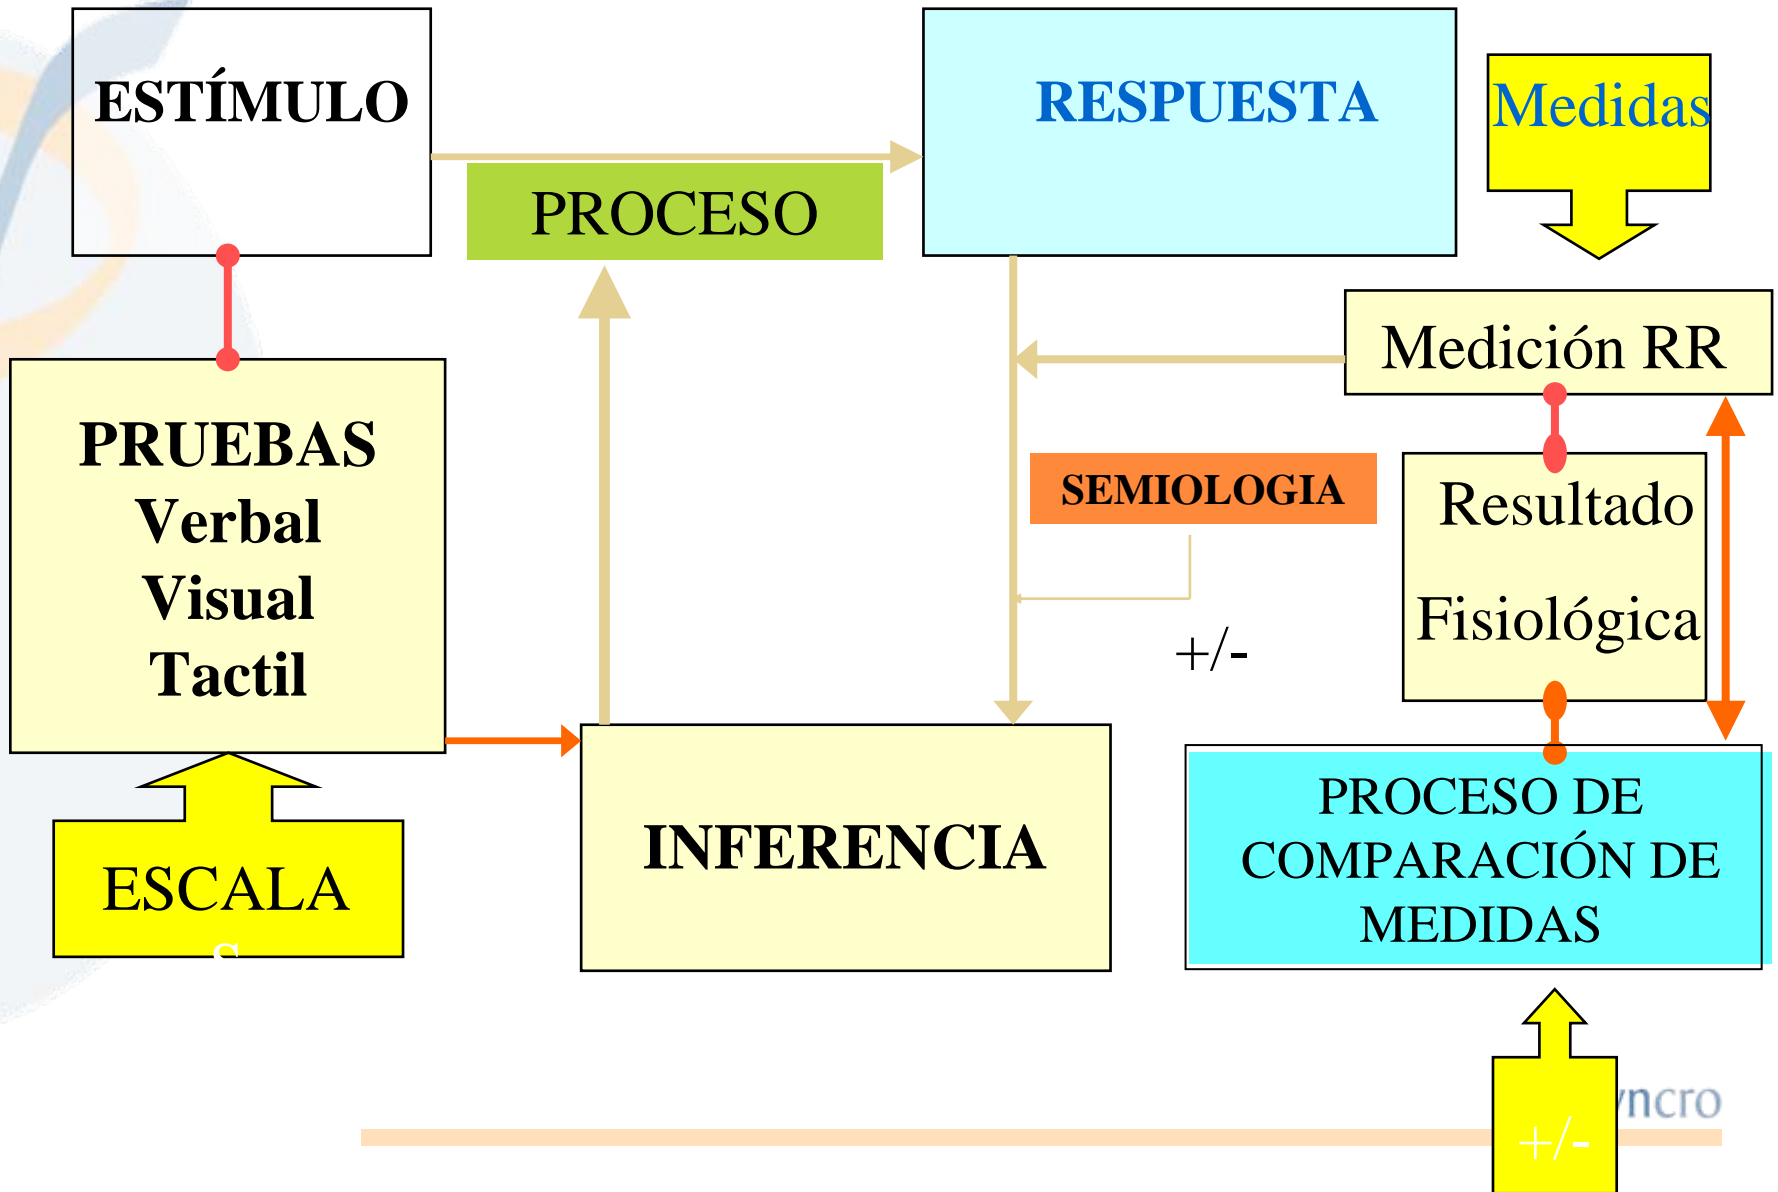 ESTÍMULO
RESPUESTA
Medidas
PROCESO
Medición RR
PRUEBAS
Verbal
Visual
Tactil
SEMIOLOGIA
Resultado
Fisiológica
+/-
ESCALA
S
INFERENCIA
PROCESO DE
COMPARACIÓN DE
MEDIDAS
+/-